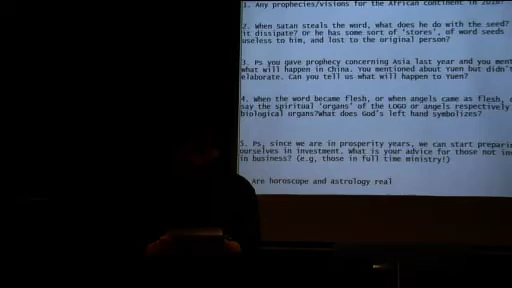 1. Any prophecies/visions for the African continent in 2018?
2. When Satan steals the word, what does he do with the seed?
it dissipate? Or he has some sort of 'stores', of word seeds
useless to him, and lost to the original person?
3. Ps you gave prophecy concerning Asia last year and you ment
what will happen in China. You mentioned about Yuen but didn't
elaborate. Can you tell us what will happen to Yuen?
4. When the word became flesh, or when angels came as flesh,
say the spiritual 'organs' of the LOGO or angels respectively
biological organs?What does God's left hand symbolizes?
5. Ps, since we are in prosperity years, we can start preparin
ourselves in investment. What is your advice for those not in
in business? (e.g, those in full time ministry!)
Are horoscope and astrology real